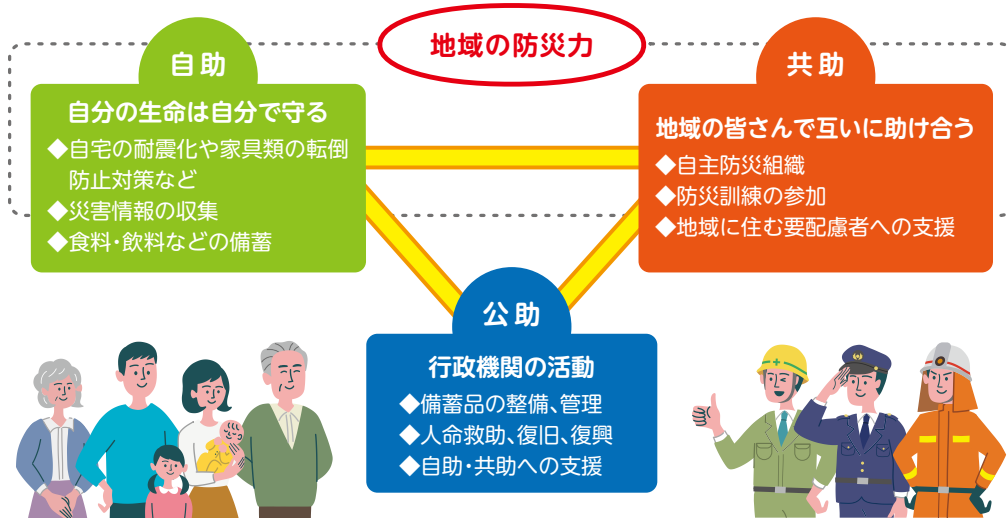 地域の防災力
自助
自分の生命は自分で守る
◆自宅の耐震化や家具類の転倒
防止対策など
◆災害情報の収集
◆食料・飲料などの備蓄
共助
地域の皆さんで互いに助け合う
◆自主防災組織
◆防災訓練の参加
◆地域に住む要配慮者への支援
公助
行政機関の活動
◆備蓄品の整備、管理
◆人命救助、復旧、復興
◆自助・共助への支援